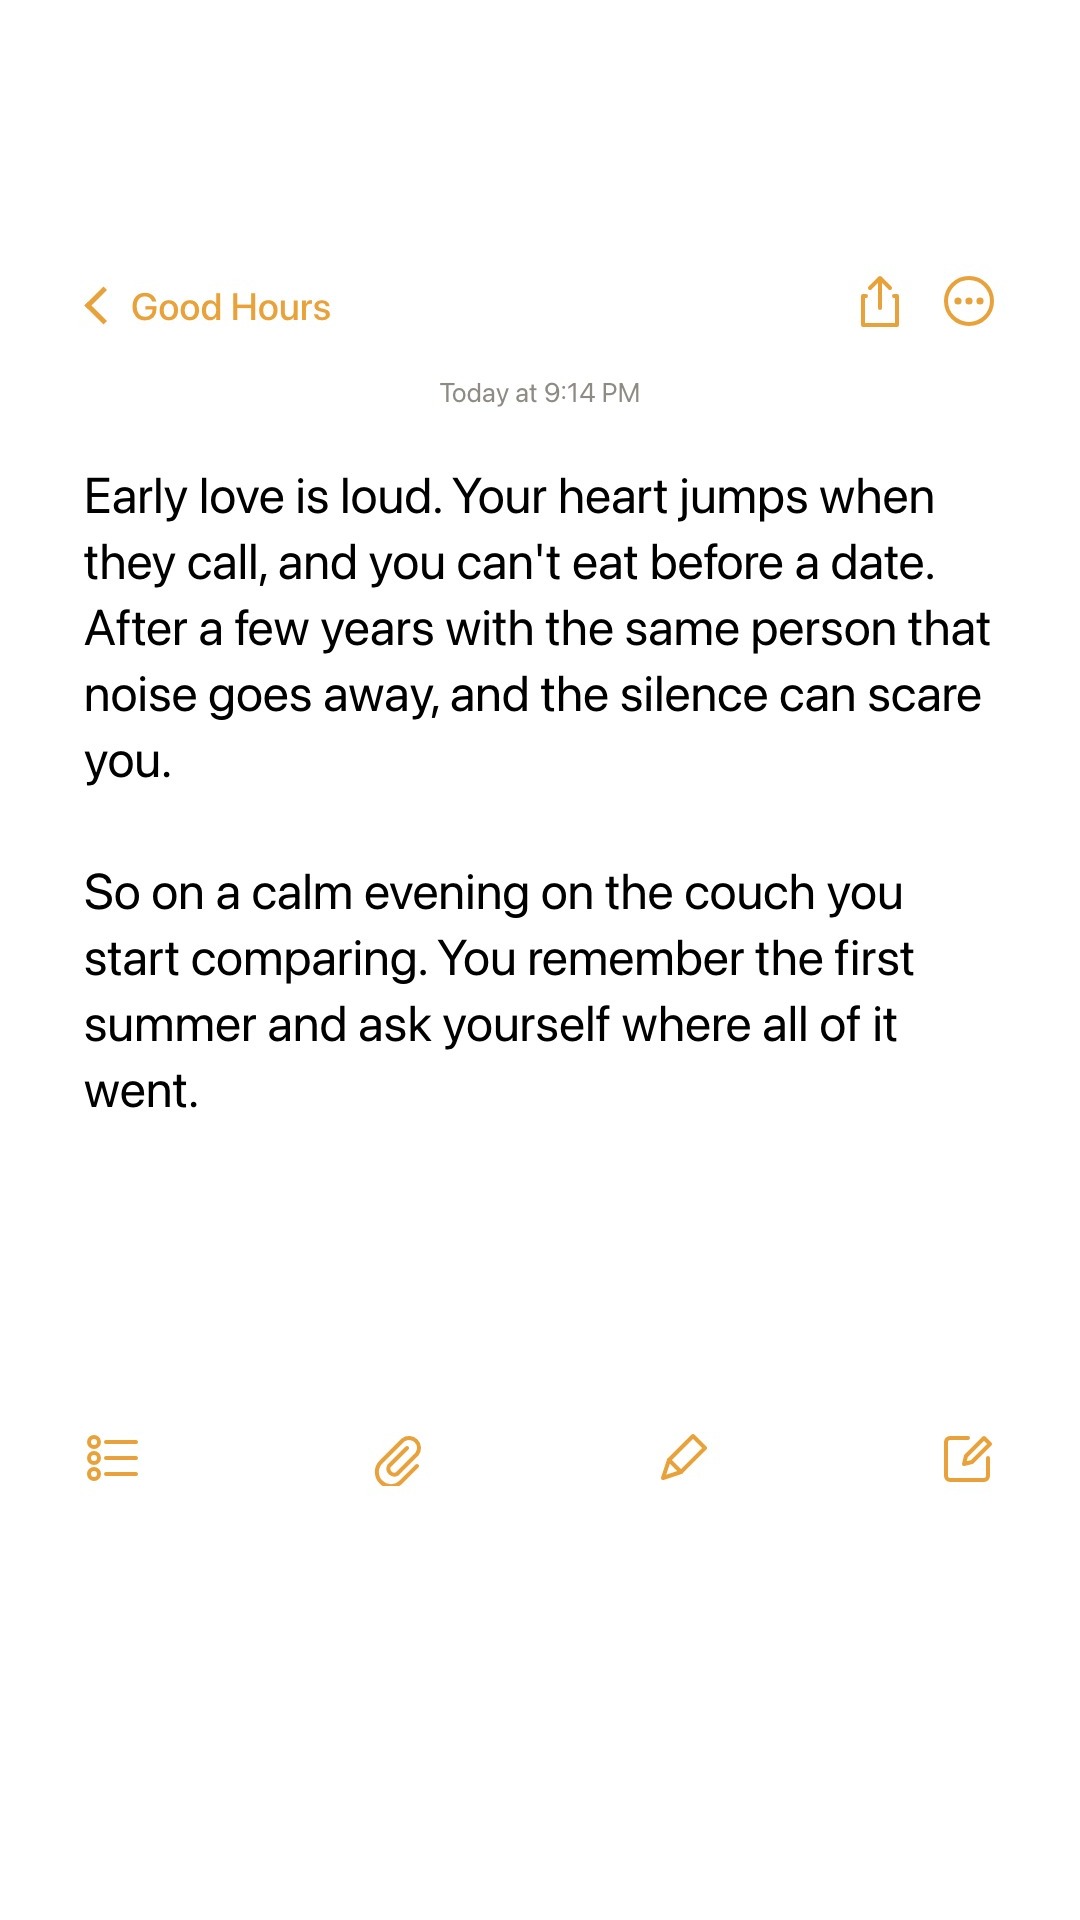 Good Hours
Today at 9:14 PM
Early love is loud. Your heart jumps when
they call, and you can't eat before a date.
After a few years with the same person that
noise goes away, and the silence can scare
you.
So on a calm evening on the couch you
start comparing. You remember the first
summer and ask yourself where all of it
went.